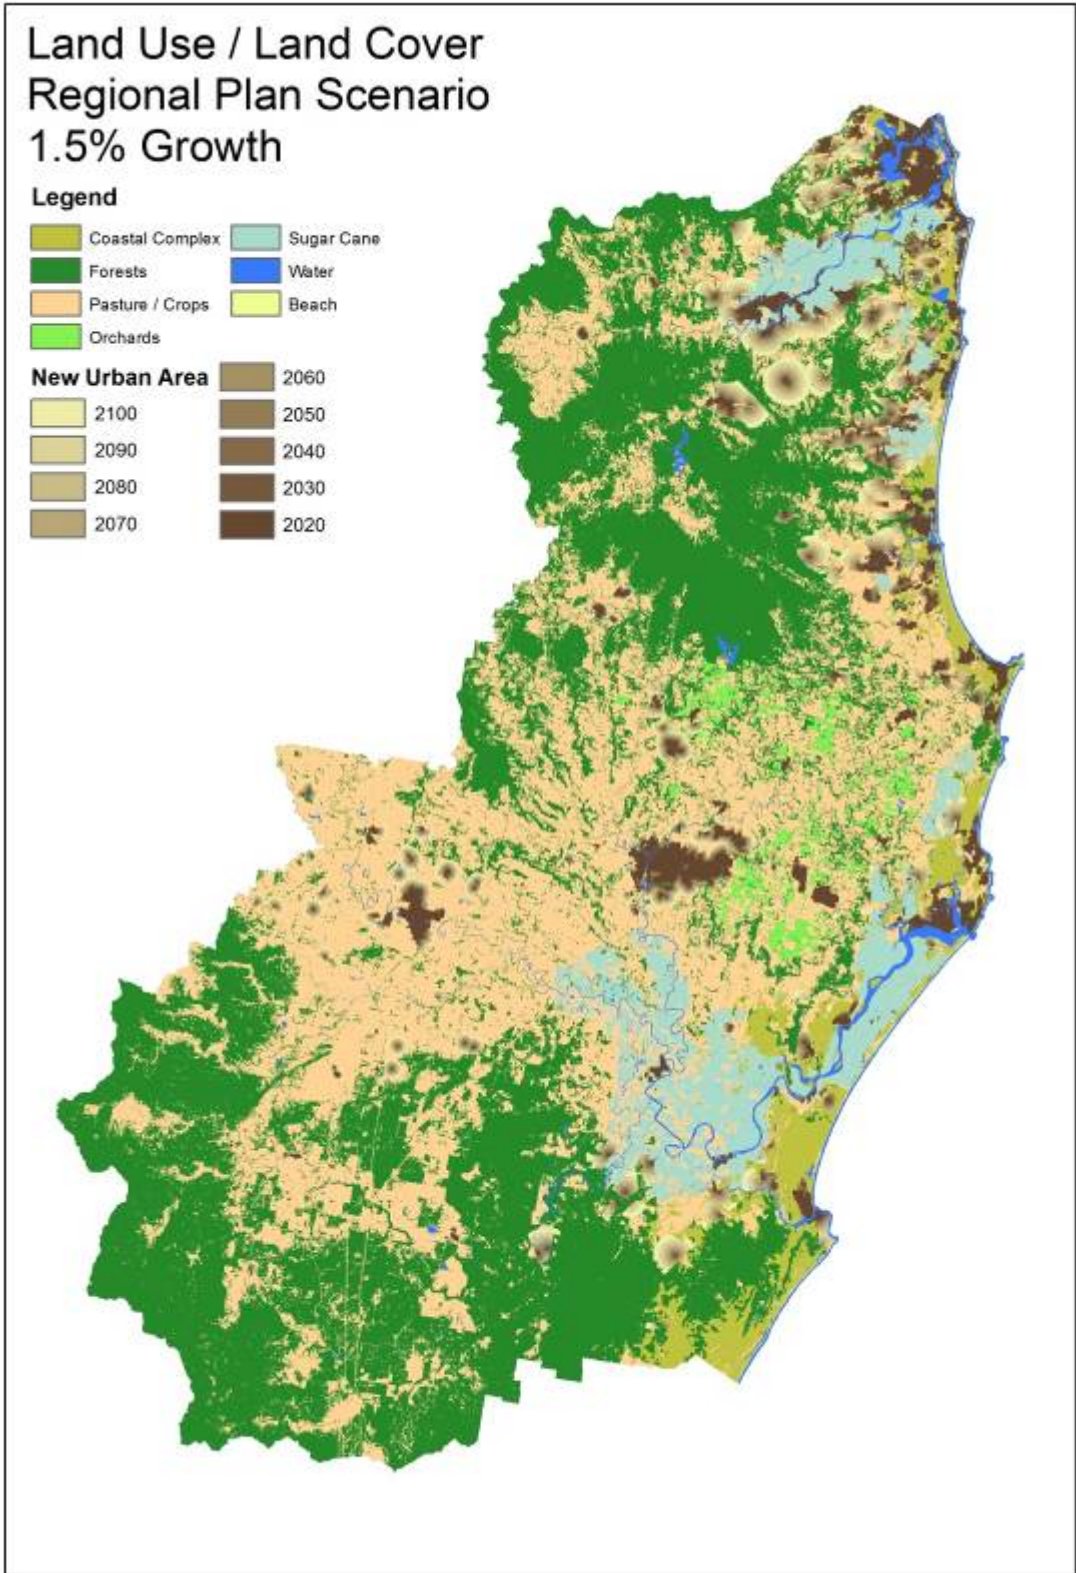 Land Use / Land Cover
Regional Plan Scenario
1.5% Growth
Legend
Coastal Complex
Sugar Cane
Forests
Water
Pasture / Crops
Beach
Orchards
New Urban Area
2060
2100
2050
2090
2040
2080
2030
2070
2020